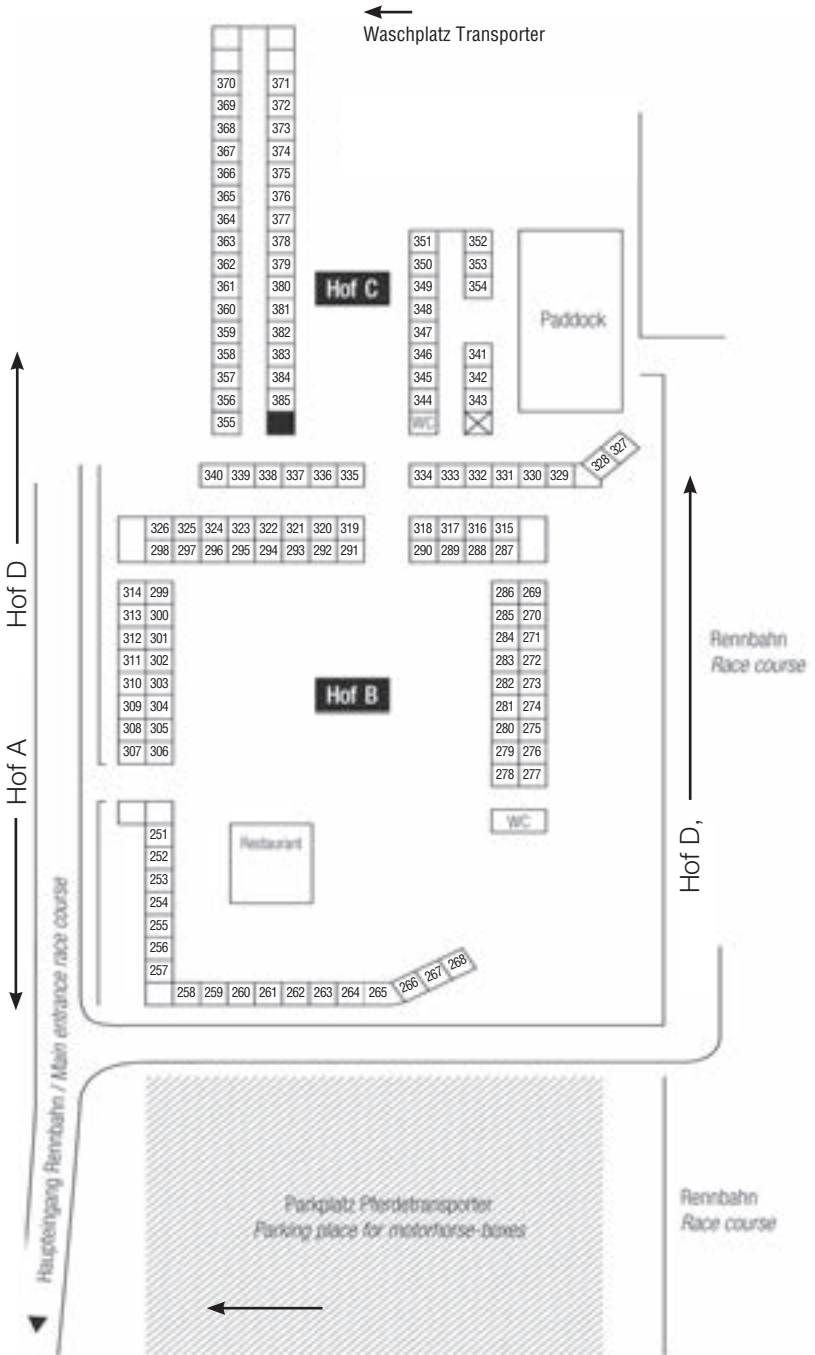 Waschplatz Transporter
370 371
369 372
368 373
367 374
366 375
365 376
364 377
363 378 351 352
362 379 350 353
361 380 349 354
Hof C
360 381 348
359 382 347
358 383 346 341
357 384 345 342
356 385 344 343
355 WC
Paddock
340 339 338 337 336 335 334 333 332 331 330 329 328 327
326 325 324 323 322 321 320 319 318 317 316 315
298 297 296 295 294 293 292 291 290 289 288 287
314 299 286 269
313 300 285 270
312 301 284 271
311 302 283 272
310 303 282 273
309 304 281 274
308 305 280 275
307 306 279 276
278 277
Hof B
Hof D
Hof A
Rennbahn
Race course
WC
Hof D,
251
252
253
254
255
256
257
Restaurant
258 259 260 261 262 263 264 265 266 267 268
Haupteingang Rennbahn / Main entrance race course
Parkplatz Pferdetransporter
Parking place for motorhorse-boxes
Rennbahn
Race course